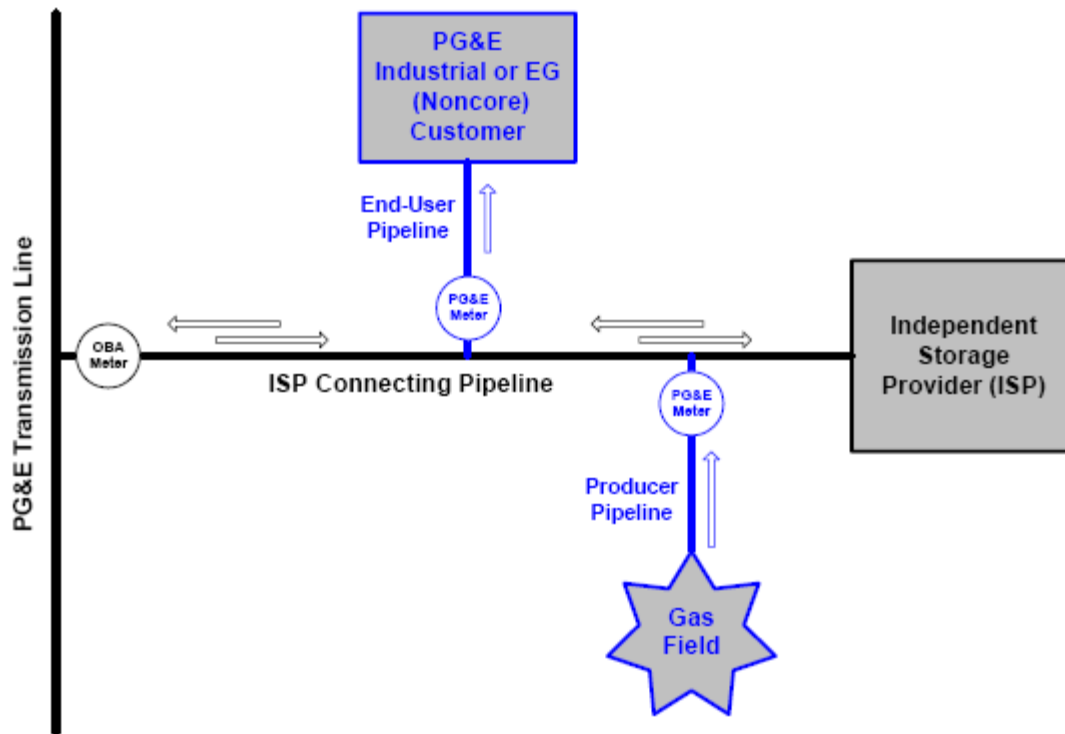 PG&E
Industrial or EG
(Noncore)
Customer
End-User
Pipeline
PG&E
Meter
PG&E Transmission Line
OBA
Meter
ISP Connecting Pipeline
Independent
Storage
Provider (ISP)
PG&E
Meter
Producer
Pipeline
Gas
Field